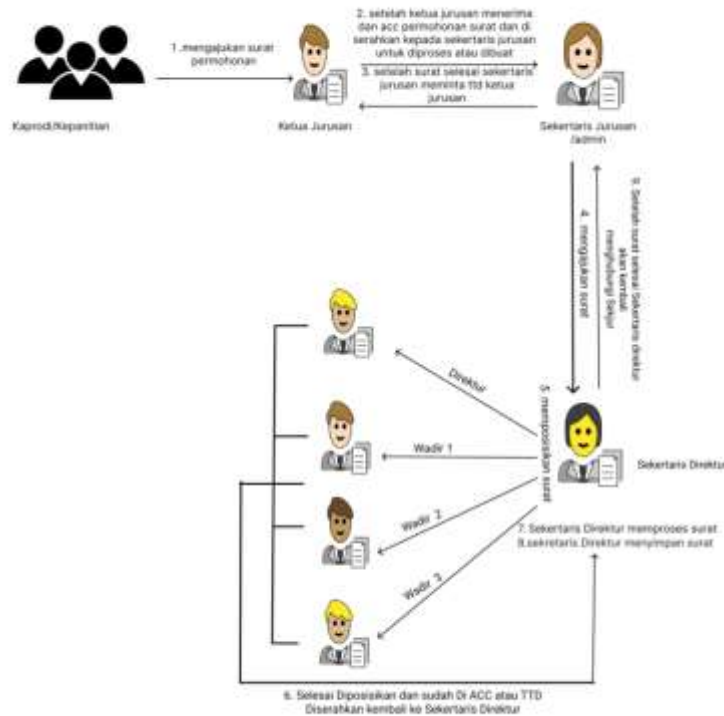 1.mengajukan surat
permohonan
2. setelah ketua jurusan menerima
dan acc permohonan surat dan di
serahkan kepada sekertaris jurusan
untuk diproses atau dibuat
3. setelah surat selesai sekertaris
jurusan meminta ttd ketua
jurusan
Kaprodi/Kepanitian
Ketua Jurusan
Sekertaris Jurusan
/admin
4. mengajukan surat
9. Setelah surat selesai Sekertaris direktur
akan kembali
menghubungi Sekjur
Direktur
5. memposisikan surat
Wadir 1
Sekertaris Direktur
Wadir 2
7. Sekertaris Direktur memproses surat
8.sekretaris Direktur menyimpan surat
Wadir 3
6. Selesai Diposisikan dan sudah Di ACC atau TTD
Diserahkan kembali ke Sekertaris Direktur